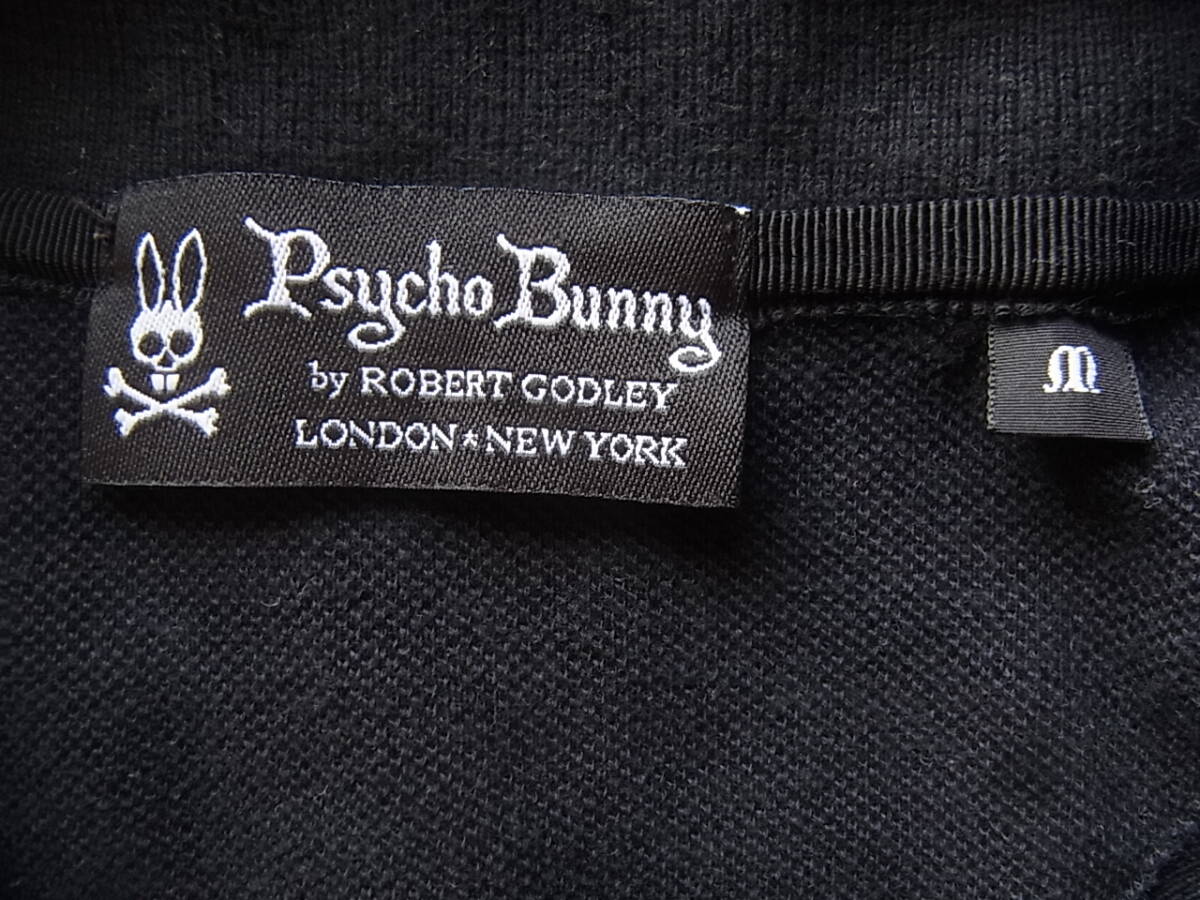 Psycho Bunny
by ROBERT GODLEY
LONDON★NEW YORK
M